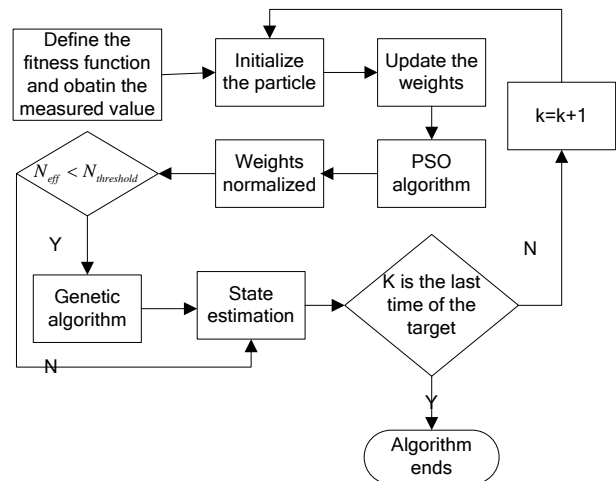 Define the
fitness function
and obatin the
measured value
Initialize
the particle
Update the
weights
k=k+1
N_eff < N_threshold
Weights
normalized
PSO
algorithm
Y
Genetic
algorithm
State
estimation
K is the last
time of the
target
N
N
Y
Algorithm
ends